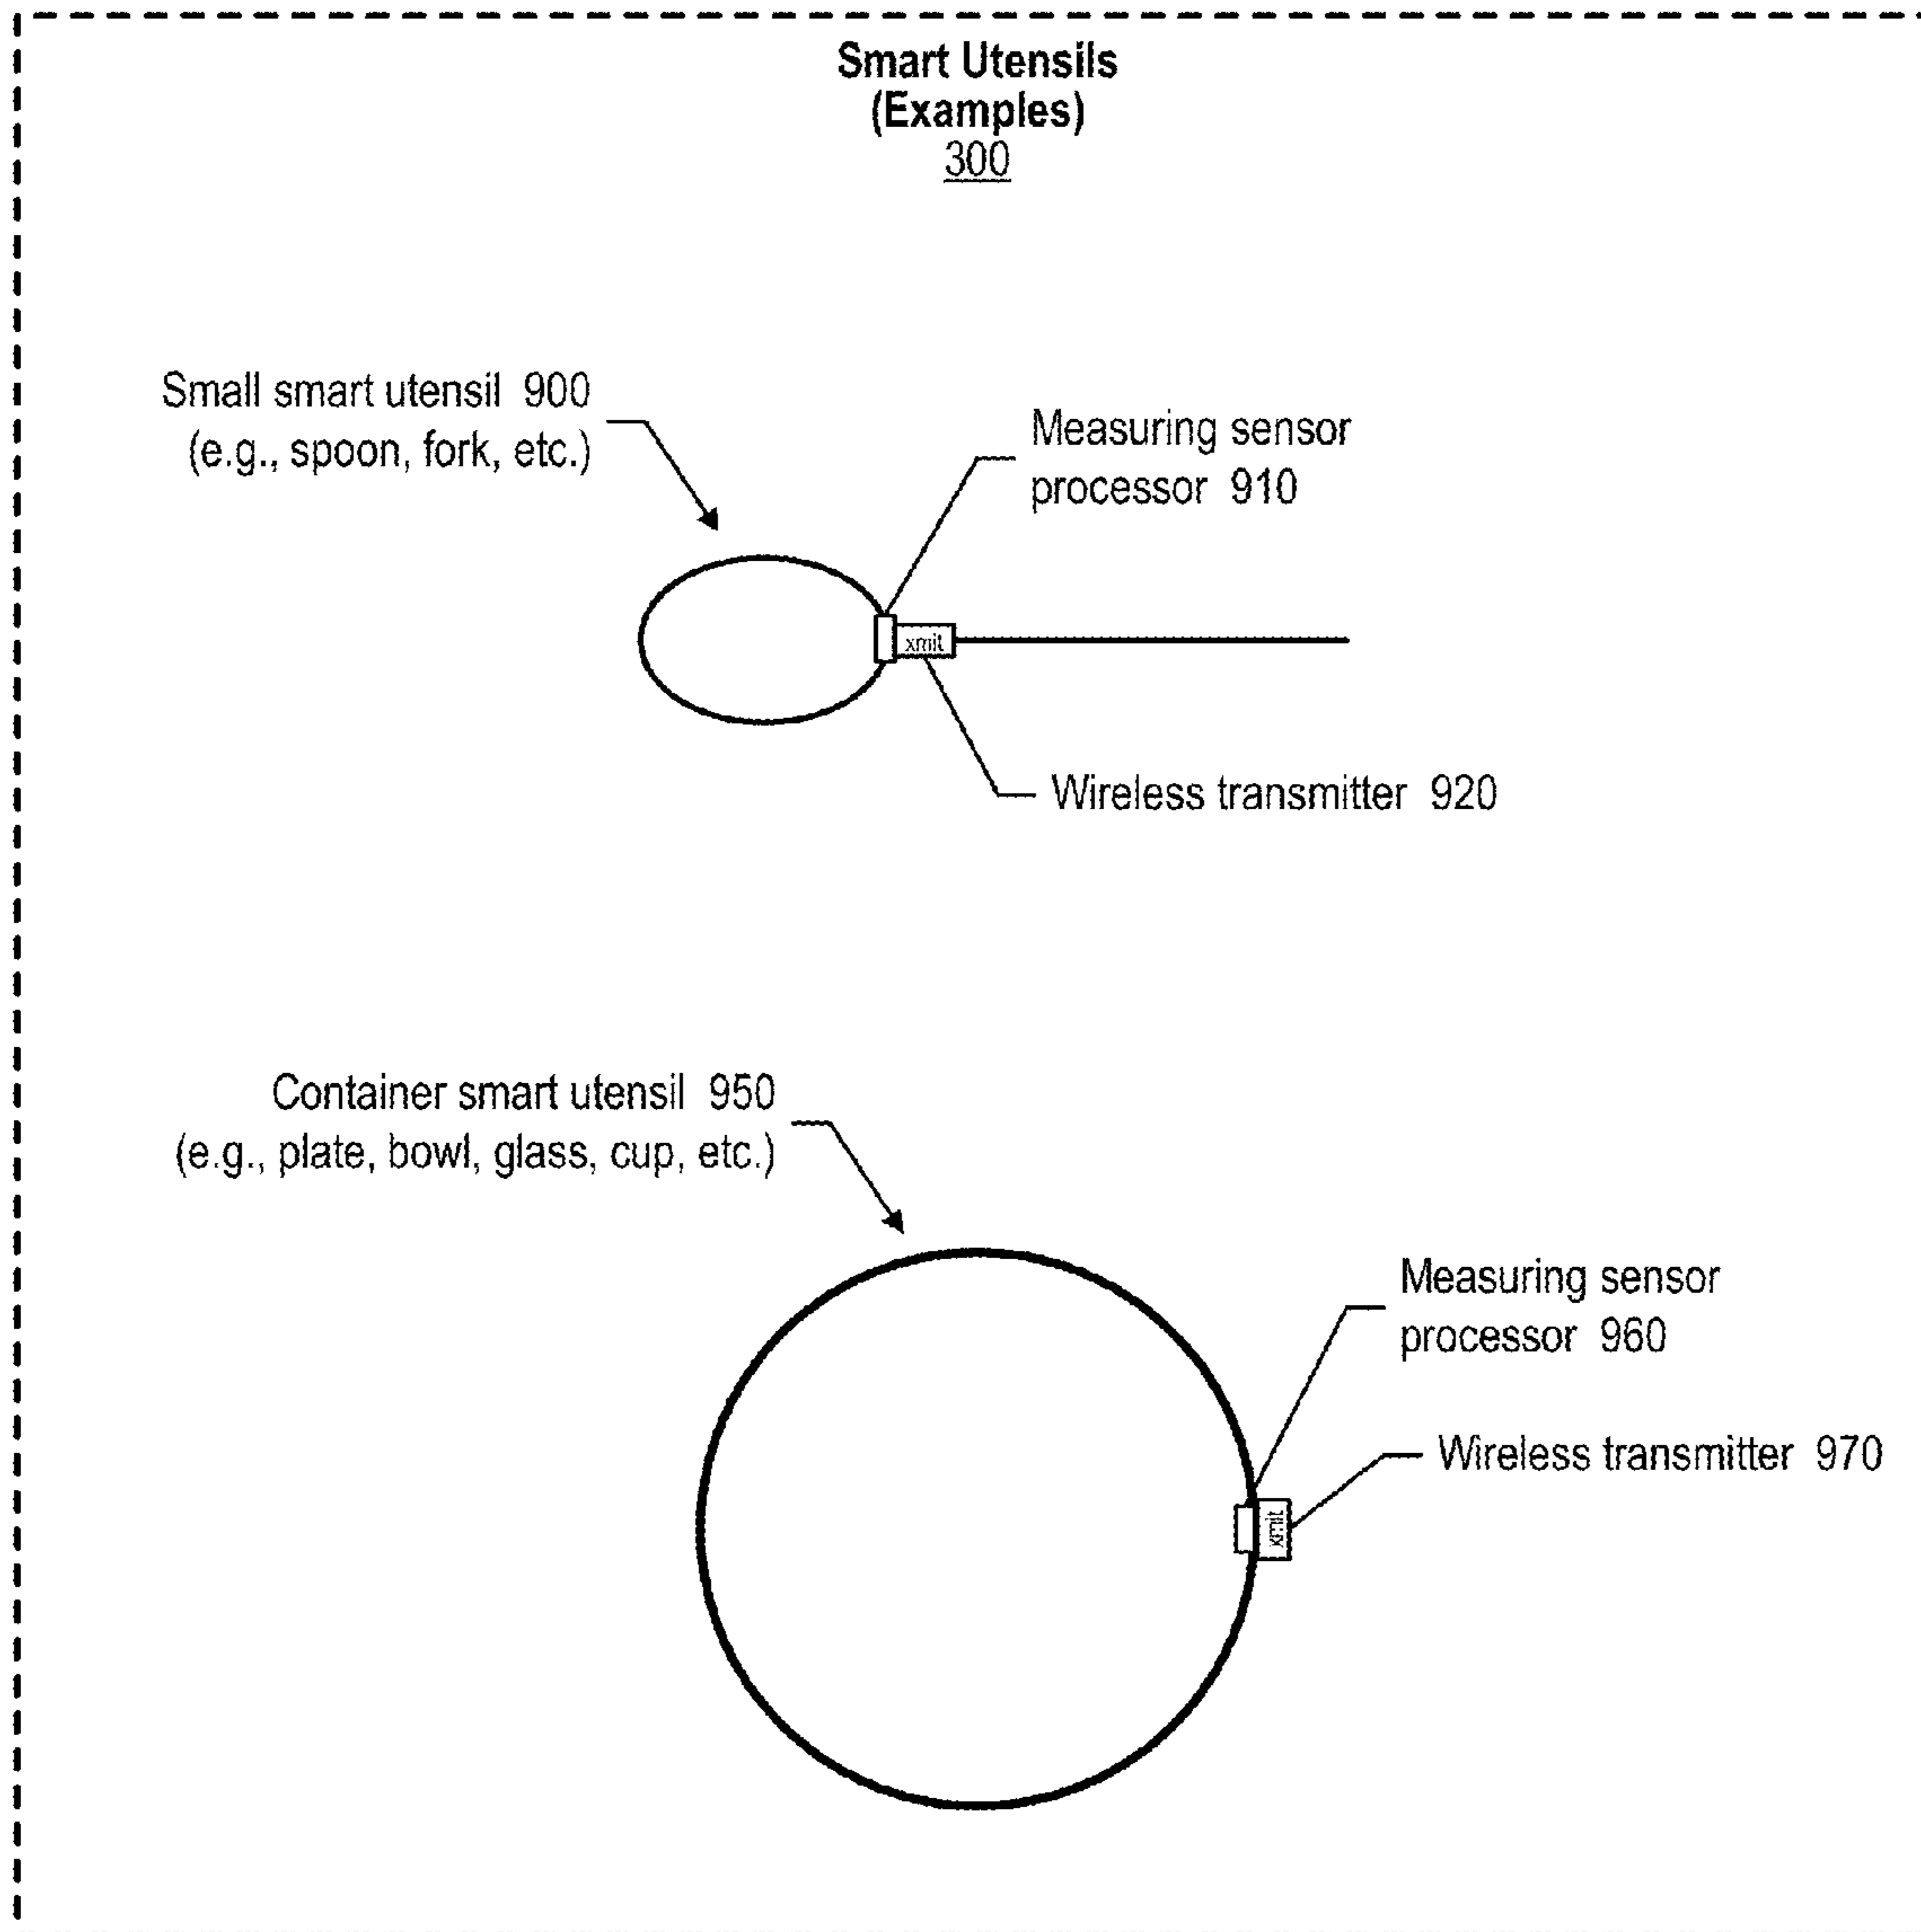 Smart Utensils
(Examples)
300
Small smart utensil 900
(e.g., spoon, fork, etc.)
Measuring sensor
processor 910
xmit
Wireless transmitter 920
Container smart utensil 950
(e.g., plate, bowl, glass, cup, etc.)
Measuring sensor
processor 960
Wireless transmitter 970
xmit